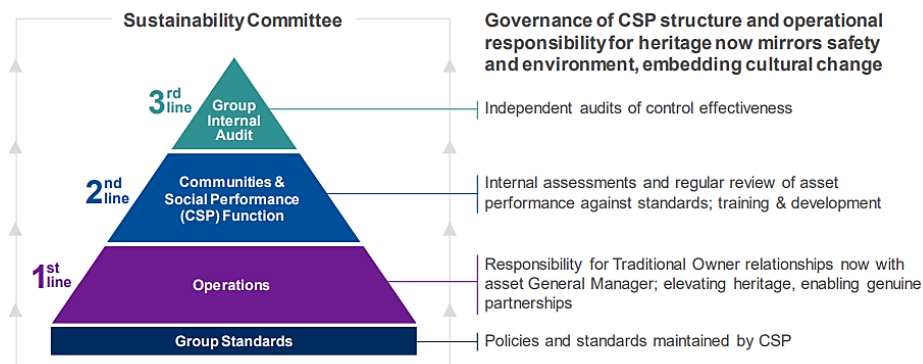 Sustainability Committee
Governance of CSP structure and operational
responsibility for heritage now mirrors safety
and environment, embedding cultural change
3rd line
Group
Internal
Audit
Independent audits of control effectiveness
2nd line
Communities &
Social Performance
(CSP) Function
Internal assessments and regular review of asset
performance against standards; training & development
1st line
Operations
Responsibility for Traditional Owner relationships now with
asset General Manager; elevating heritage, enabling genuine
partnerships
Group Standards
Policies and standards maintained by CSP